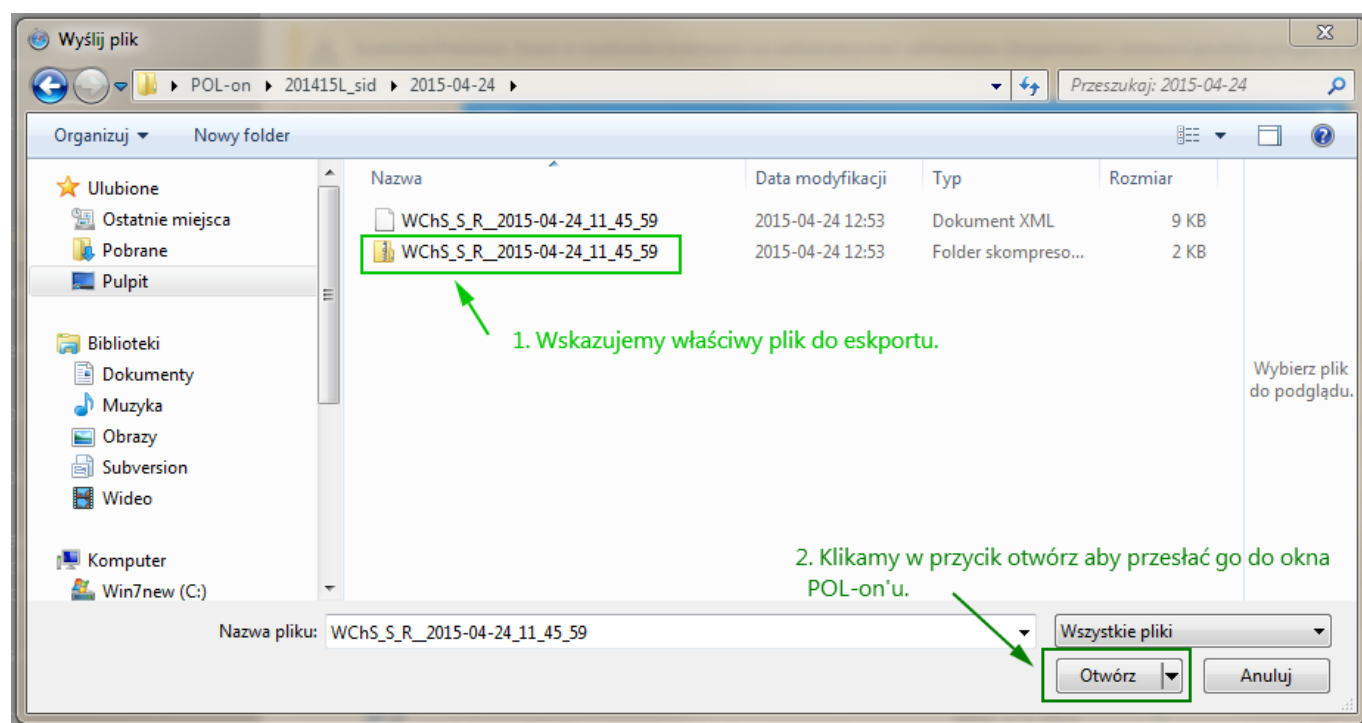 Wyślij plik
POL-on ▸ 201415L_sid ▸ 2015-04-24 ▸
Przeszukaj: 2015-04-24
Organizuj
Nowy folder
Nazwa
Data modyfikacji
Typ
Rozmiar
Ulubione
Ostatnie miejsca
Pobrane
Pulpit
Biblioteki
Dokumenty
Muzyka
Obrazy
Subversion
Wideo
Komputer
Win7new (C:)
WChS_S_R__2015-04-24_11_45_59
2015-04-24 12:53
Dokument XML
9 KB
WChS_S_R__2015-04-24_11_45_59
2015-04-24 12:53
Folder skompreso...
2 KB
1. Wskazujemy właściwy plik do eskportu.
Wybierz plik
do podglądu.
2. Klikamy w przycik otwórz aby przesłać go do okna
POL-on'u.
Nazwa pliku:
WChS_S_R__2015-04-24_11_45_59
Wszystkie pliki
Otwórz
Anuluj